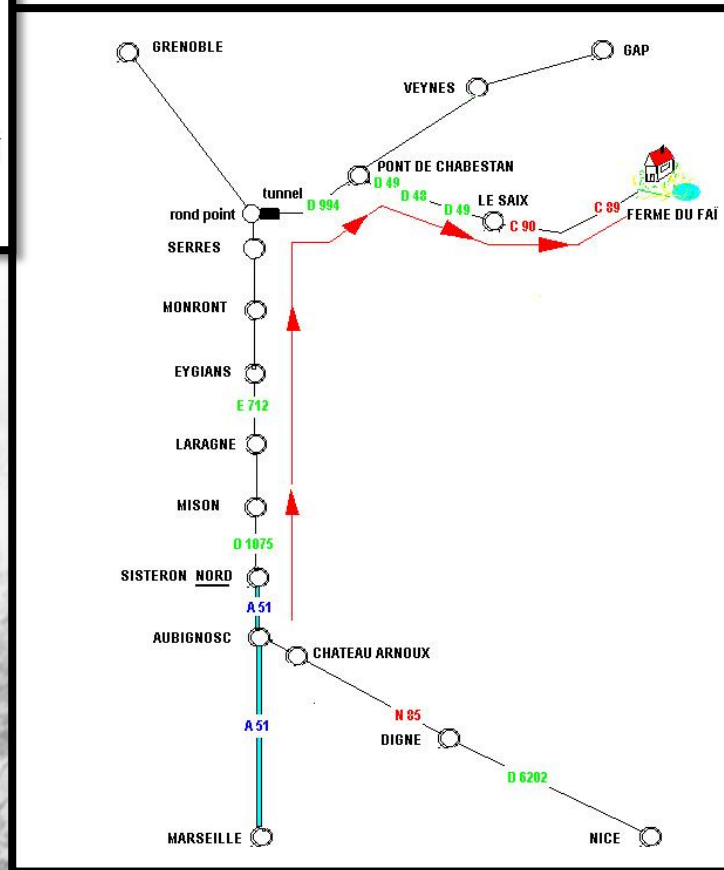 GRENOBLE
GAP
VEYNES
PONT DE CHABESTAN
tunnel
D 49
D 994
D 48
LE SAIX
rond point
D 49
C 90
C 89
FERME DU FAÏ
SERRES
MONRONT
EYGIANS
E 712
LARAGNE
MISON
D 1075
SISTERON NORD
A 51
AUBIGNOSC
CHATEAU ARNOUX
A 51
N 85
DIGNE
D 6202
MARSEILLE
NICE